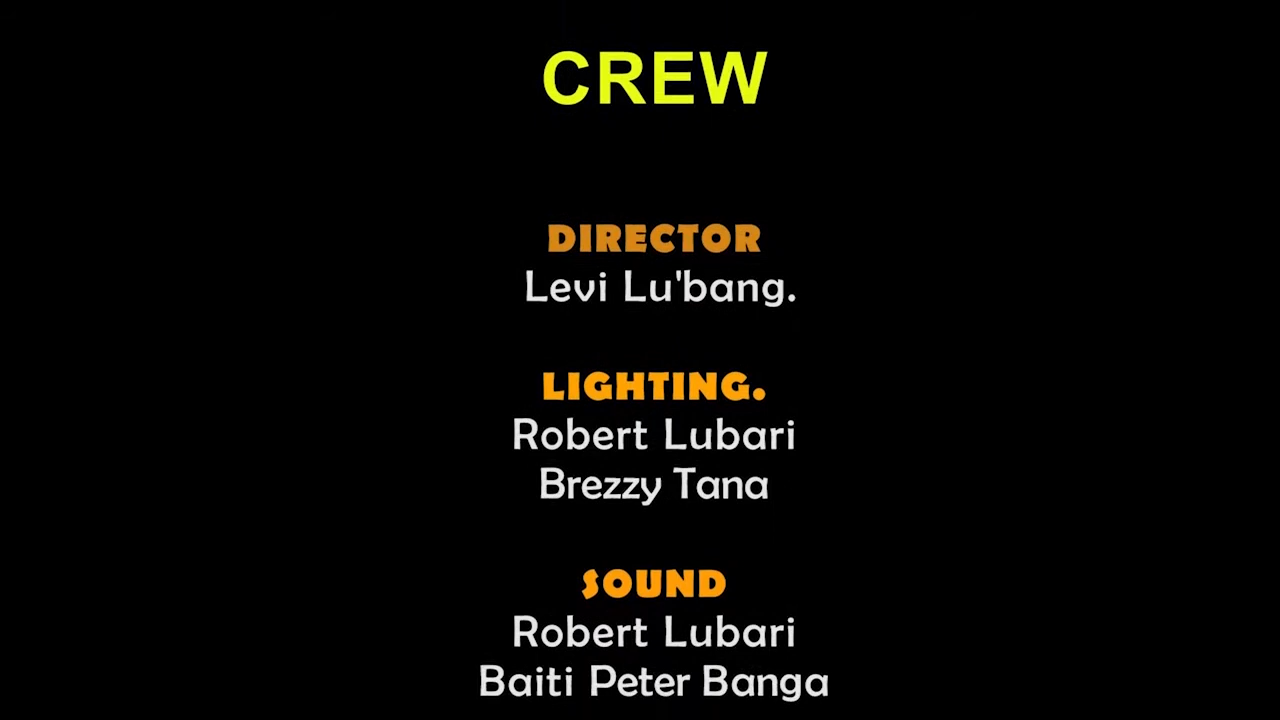 CREW
DIRECTOR
Levi Lu'bang.
LIGHTING.
Robert Lubari
Brezzy Tana
SOUND
Robert Lubari
Baiti Peter Banga